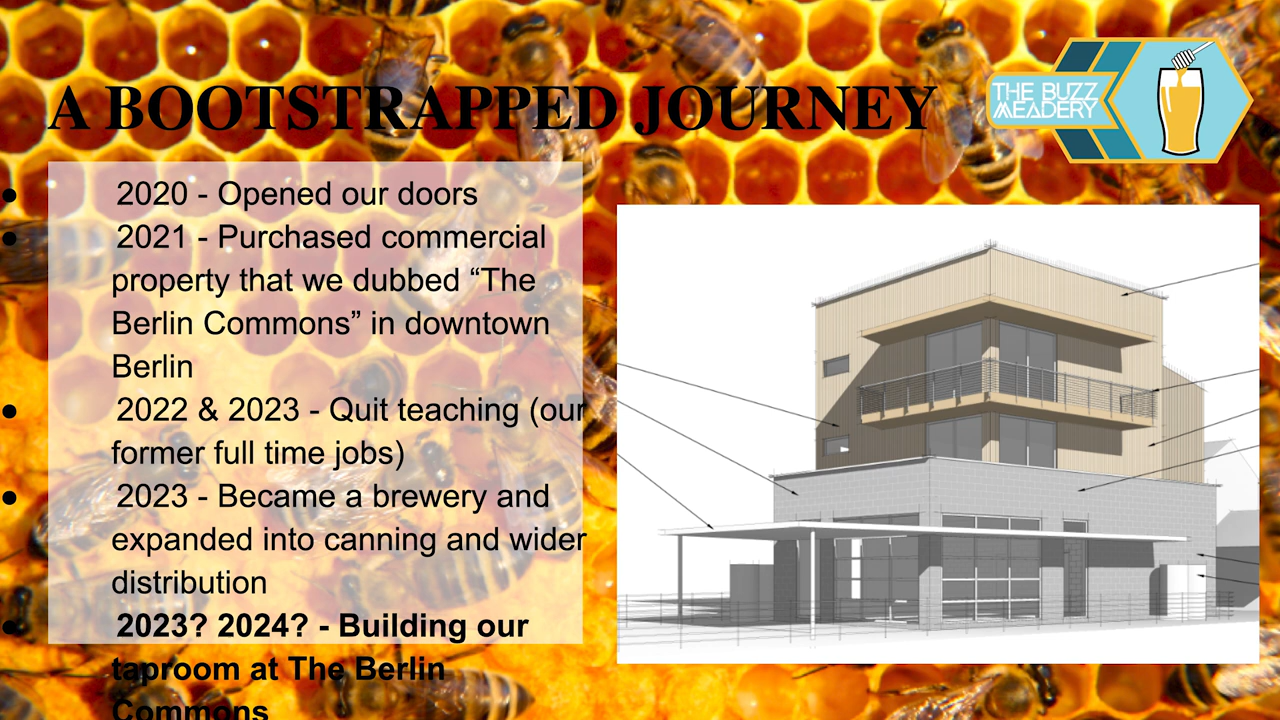 A BOOTSTRAPPED JOURNEY
THE BUZZ
MEADERY
● 2020 - Opened our doors
● 2021 - Purchased commercial
property that we dubbed “The
Berlin Commons” in downtown
Berlin
● 2022 & 2023 - Quit teaching (our
former full time jobs)
● 2023 - Became a brewery and
expanded into canning and wider
distribution
● 2023? 2024? - Building our
taproom at The Berlin
Commons